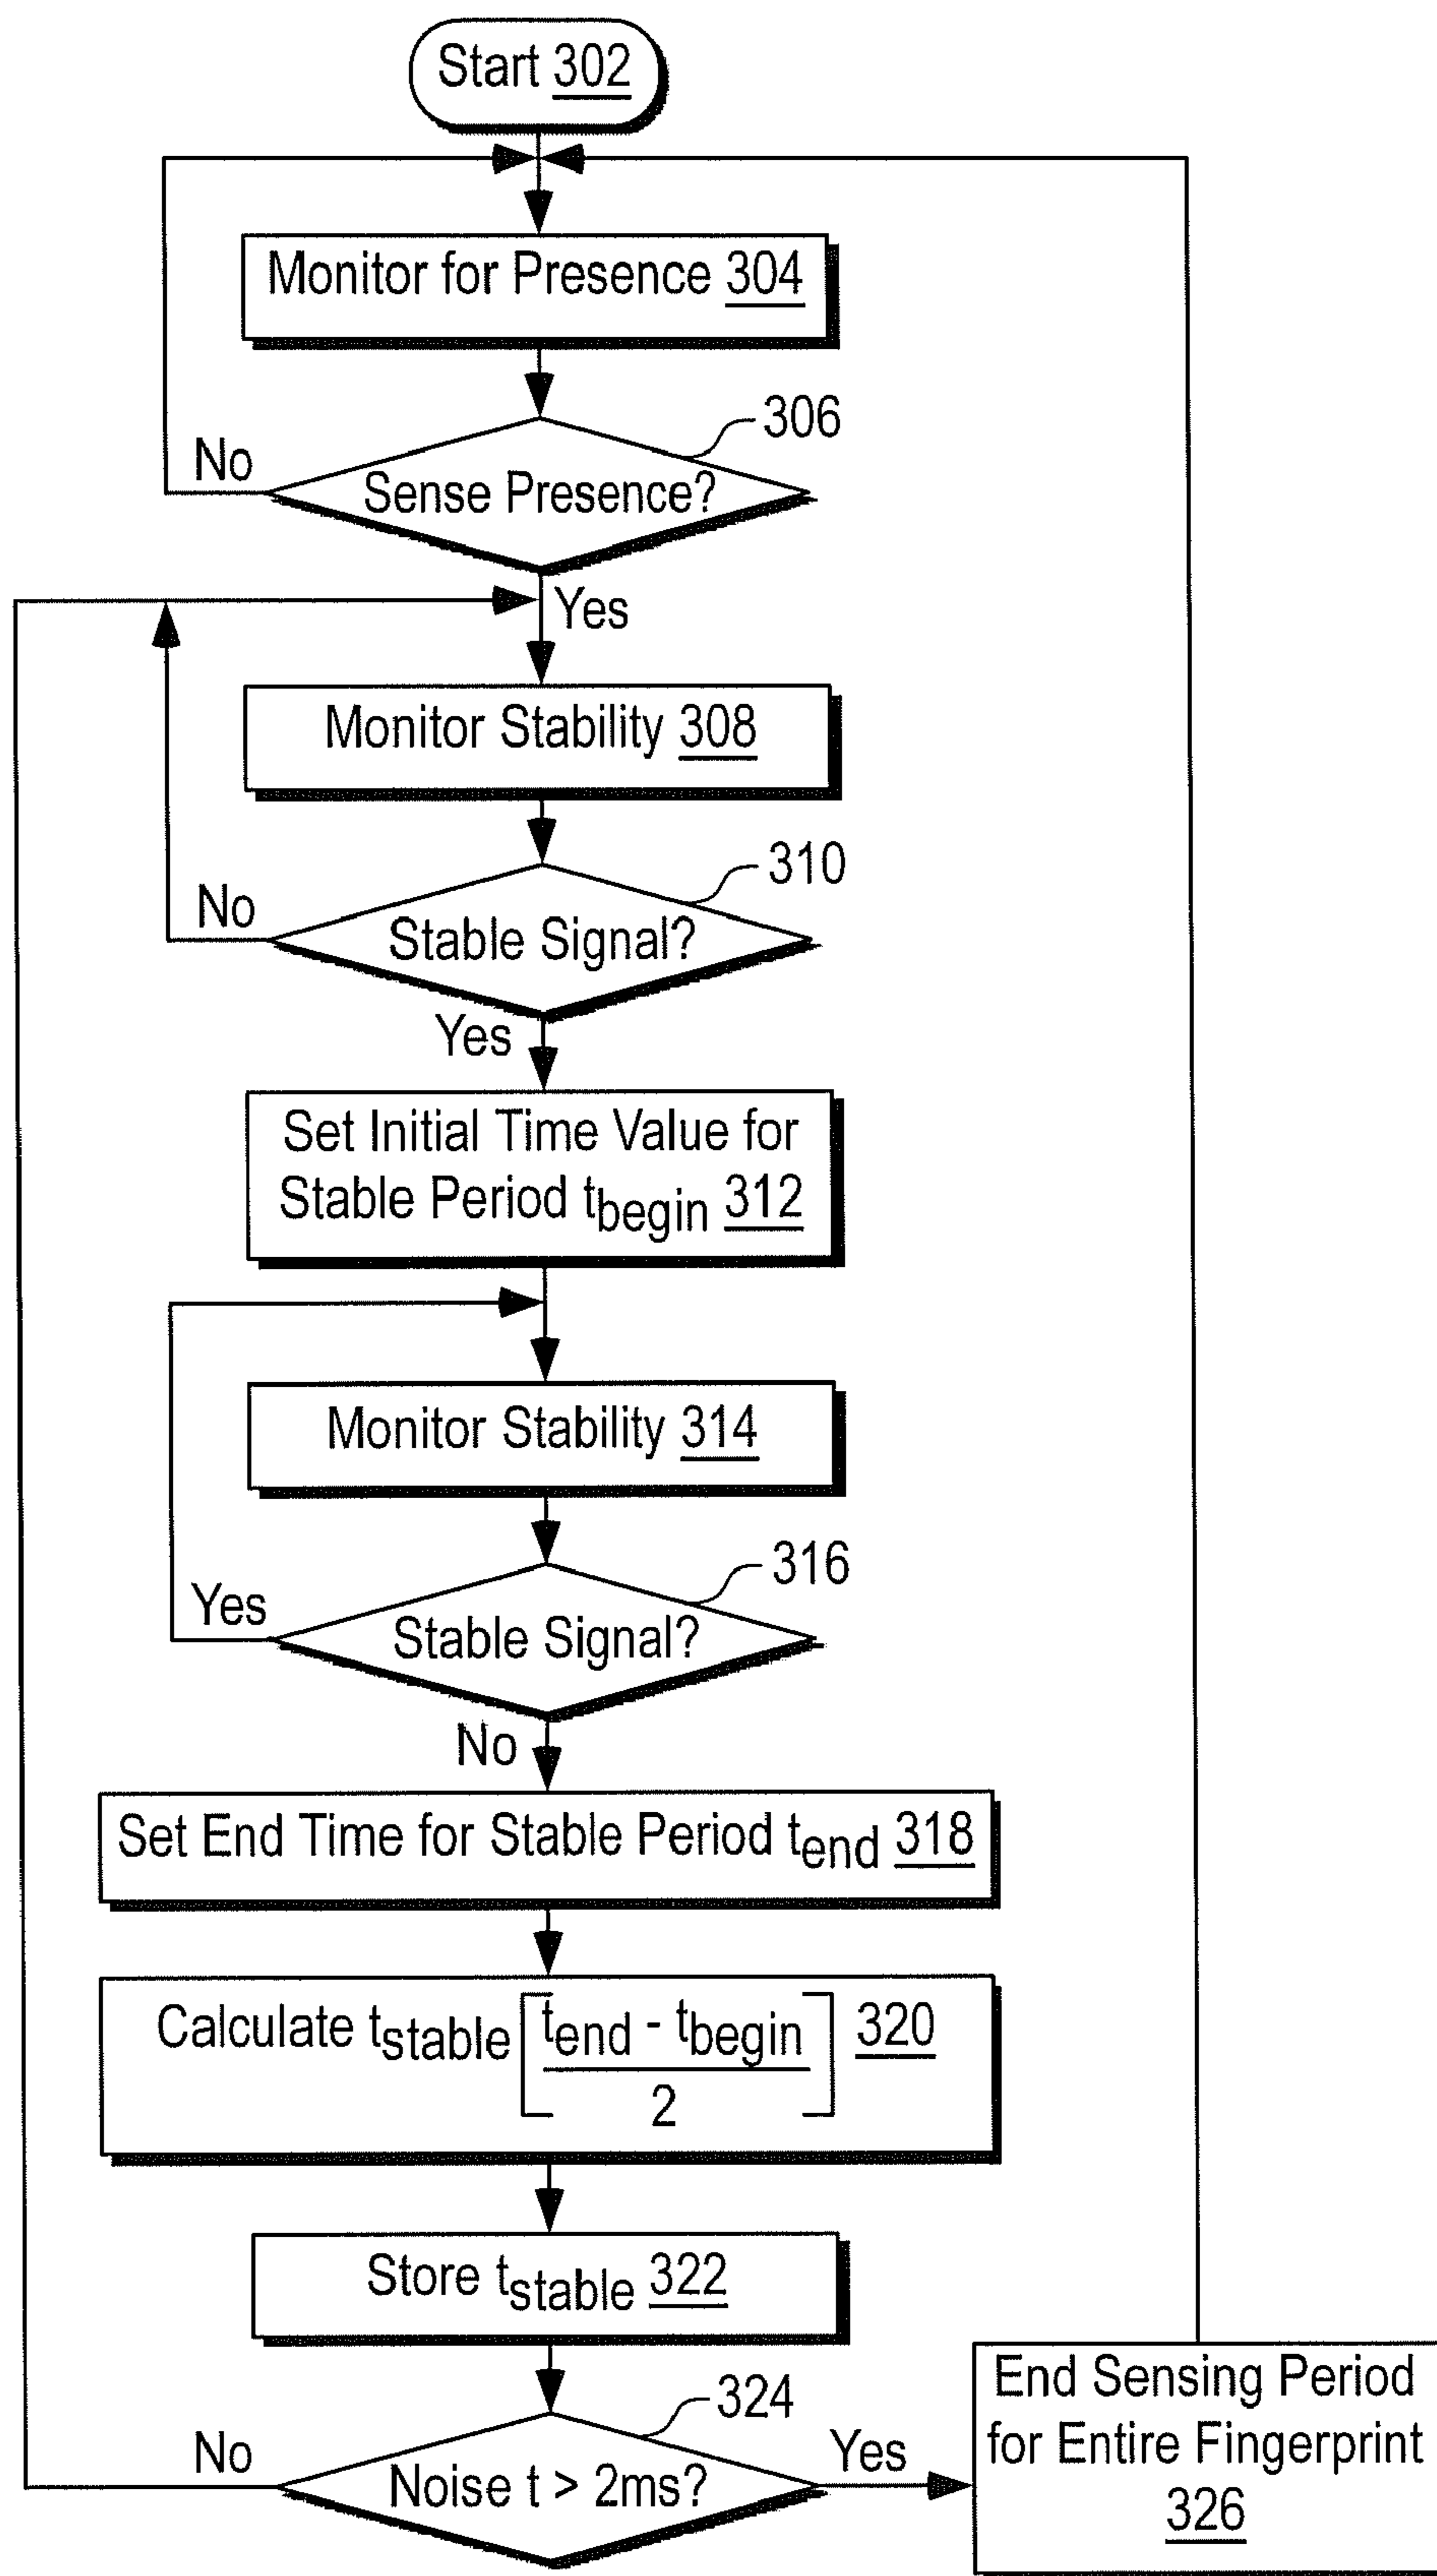 Start 302
Monitor for Presence 304
306
No
Sense Presence?
Yes
Monitor Stability 308
310
No
Stable Signal?
Yes
Set Initial Time Value for
Stable Period tbegin 312
Monitor Stability 314
316
Yes
Stable Signal?
No
Set End Time for Stable Period tend 318
Calculate tstable [tend - tbegin 320
2]
Store tstable 322
324
No
Noise t > 2ms?
Yes
End Sensing Period
for Entire Fingerprint
326